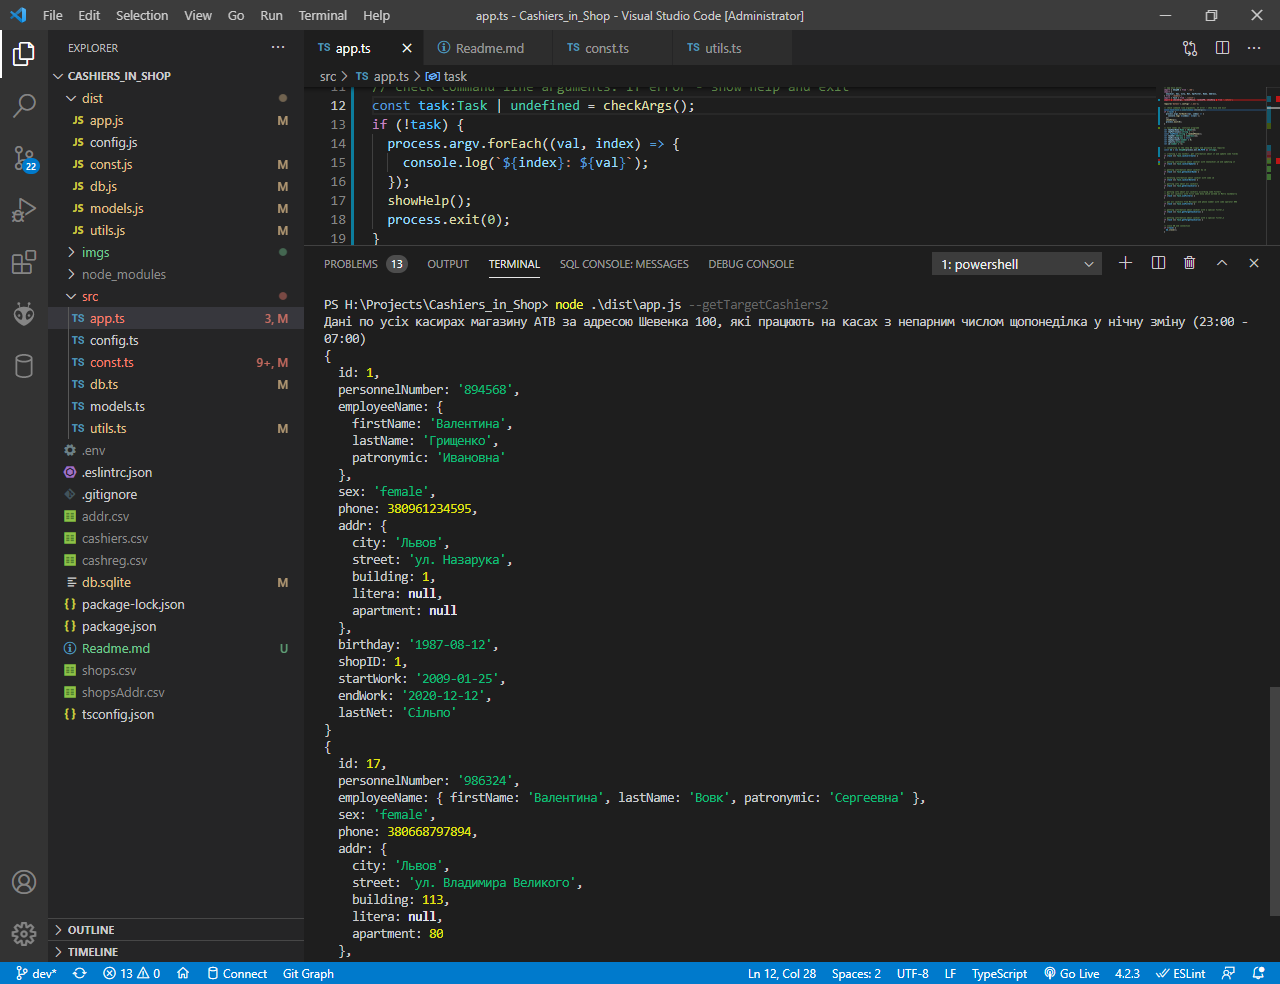 File Edit Selection View Go Run Terminal Help app.ts - Cashiers_in_Shop - Visual Studio Code [Administrator]
EXPLORER ···
CASHIERS_IN_SHOP
dist
JS app.js M
JS config.js
JS const.js M
JS db.js M
JS models.js M
JS utils.js M
imgs
node_modules
src
TS app.ts 3, M
TS config.ts
TS const.ts 9+, M
TS db.ts M
TS models.ts
TS utils.ts M
.env
.eslintrc.json
.gitignore
addr.csv
cashiers.csv
cashreg.csv
db.sqlite M
{} package-lock.json
{} package.json
Readme.md U
shops.csv
shopsAddr.csv
{} tsconfig.json
OUTLINE
TIMELINE
22
TS app.ts Readme.md TS const.ts TS utils.ts
src > TS app.ts > task
11 // Check command line arguments. If error - show help and exit
12 const task:Task | undefined = checkArgs();
13 if (!task) {
14 process.argv.forEach((val, index) => {
15 console.log(`${index}: ${val}`);
16 });
17 showHelp();
18 process.exit(0);
19 }
PROBLEMS 13 OUTPUT TERMINAL SQL CONSOLE: MESSAGES DEBUG CONSOLE 1: powershell
PS H:\Projects\Cashiers_in_Shop> node .\dist\app.js --getTargetCashiers2
Дані по усіх касирах магазину АТВ за адресою Шевенка 100, які працюють на касах з непарним числом щопонеділка у нічну зміну (23:00 -
07:00)
{
id: 1,
personnelNumber: '894568',
employeeName: {
firstName: 'Валентина',
lastName: 'Грищенко',
patronymic: 'Ивановна'
},
sex: 'female',
phone: 380961234595,
addr: {
city: 'Львов',
street: 'ул. Назарука',
building: 1,
litera: null,
apartment: null
},
birthday: '1987-08-12',
shopID: 1,
startWork: '2009-01-25',
endWork: '2020-12-12',
lastNet: 'Сільпо'
}
{
id: 17,
personnelNumber: '986324',
employeeName: { firstName: 'Валентина', lastName: 'Вовк', patronymic: 'Сергеевна' },
sex: 'female',
phone: 380668797894,
addr: {
city: 'Львов',
street: 'ул. Владимира Великого',
building: 113,
litera: null,
apartment: 80
},
dev* 13 0 Connect Git Graph Ln 12, Col 28 Spaces: 2 UTF-8 LF TypeScript Go Live 4.2.3 ESLint